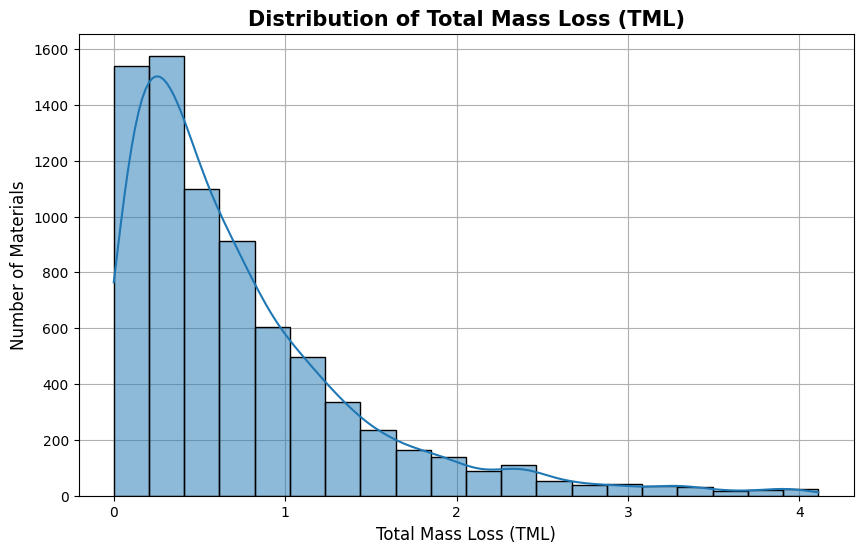 Distribution of Total Mass Loss (TML)
1600
1400
1200
1000
800
600
400
200
0
Number of Materials
0 1 2 3 4
Total Mass Loss (TML)